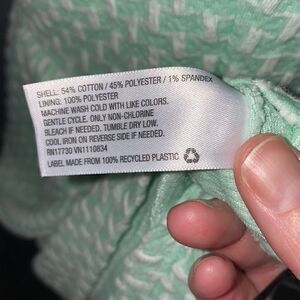 SHELL: 54% COTTON / 45% POLYESTER / 1% SPANDEX
LINING: 100% POLYESTER
MACHINE WASH COLD WITH LIKE COLORS.
GENTLE CYCLE. ONLY NON-CHLORINE
BLEACH IF NEEDED. TUMBLE DRY LOW.
COOL IRON ON REVERSE SIDE IF NEEDED.
RN17730 VN1110834
LABEL MADE FROM 100% RECYCLED PLASTIC